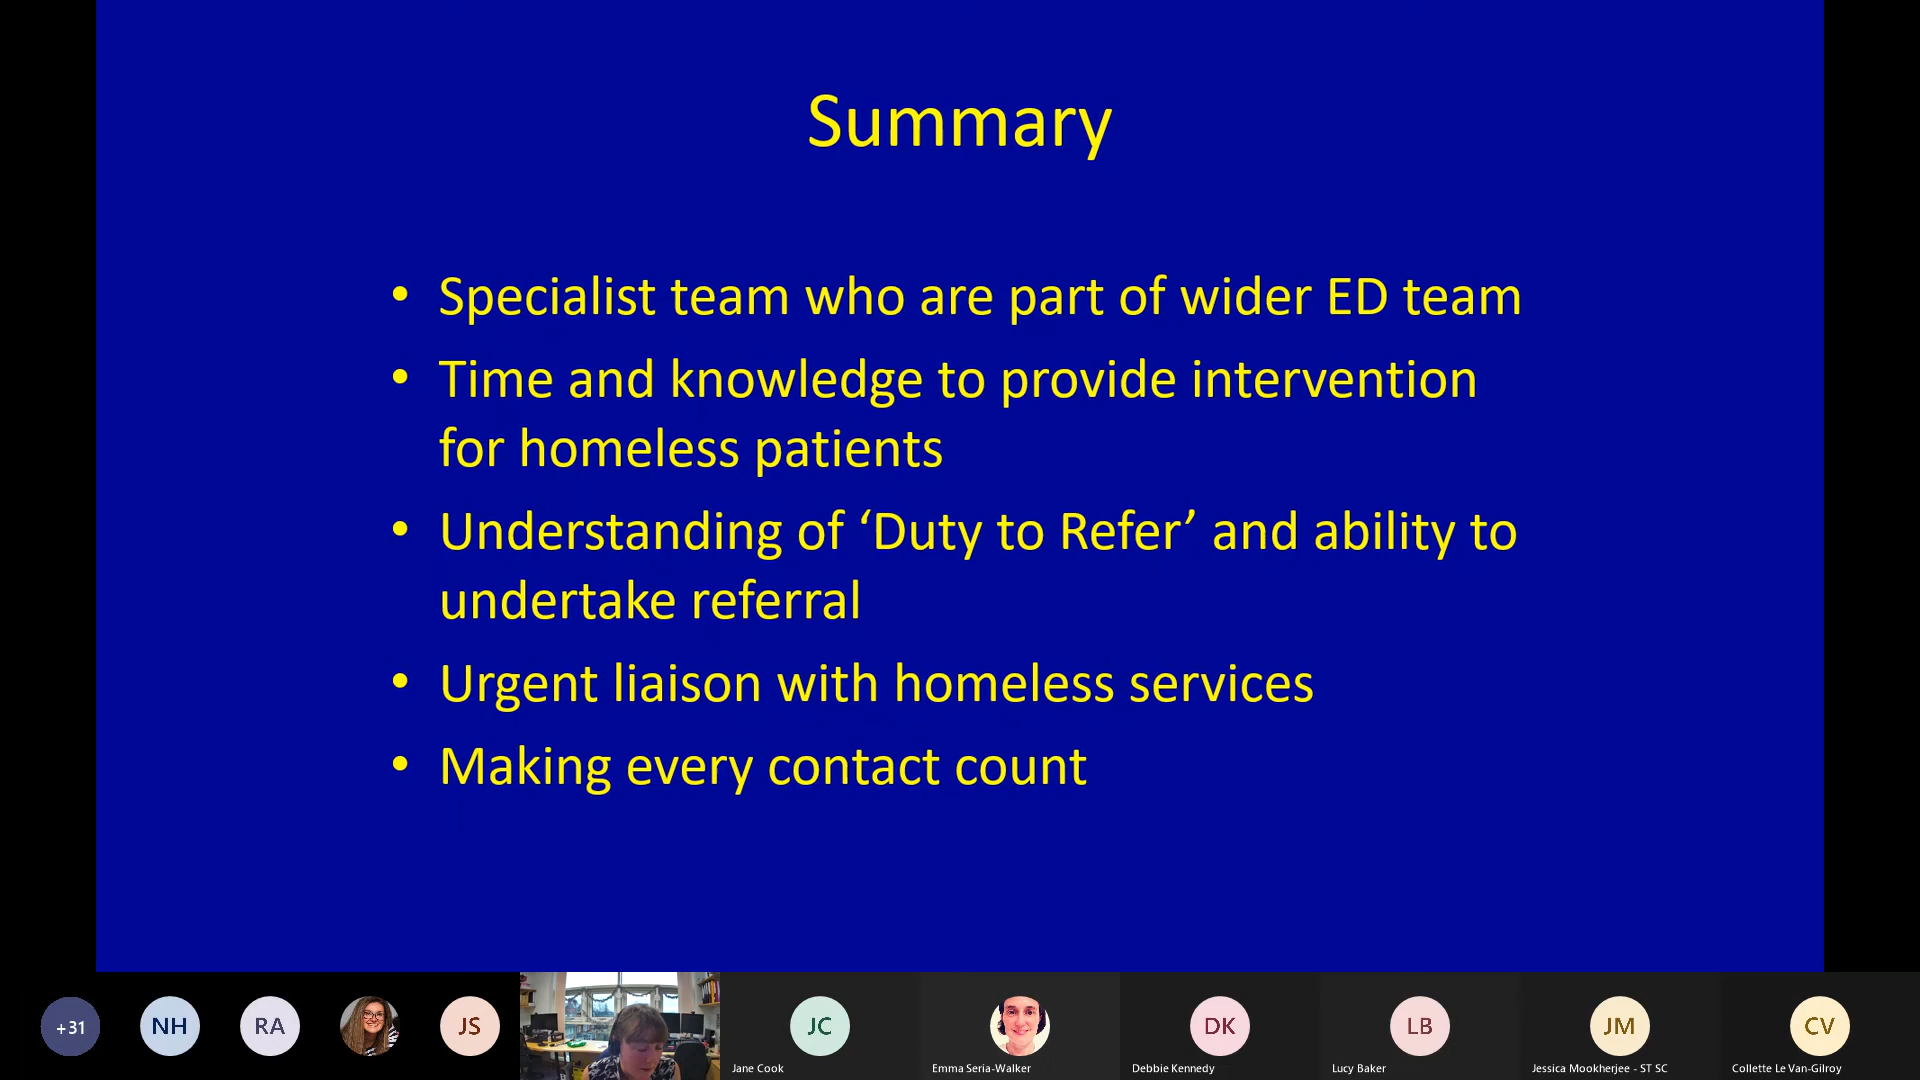 Summary
• Specialist team who are part of wider ED team
• Time and knowledge to provide intervention
for homeless patients
• Understanding of ‘Duty to Refer’ and ability to
undertake referral
• Urgent liaison with homeless services
• Making every contact count
+31
NH
RA
JS
JC
DK
LB
JM
CV
Jane Cook
Emma Seria-Walker
Debbie Kennedy
Lucy Baker
Jessica Mookherjee - ST SC
Collette Le Van-Gilroy